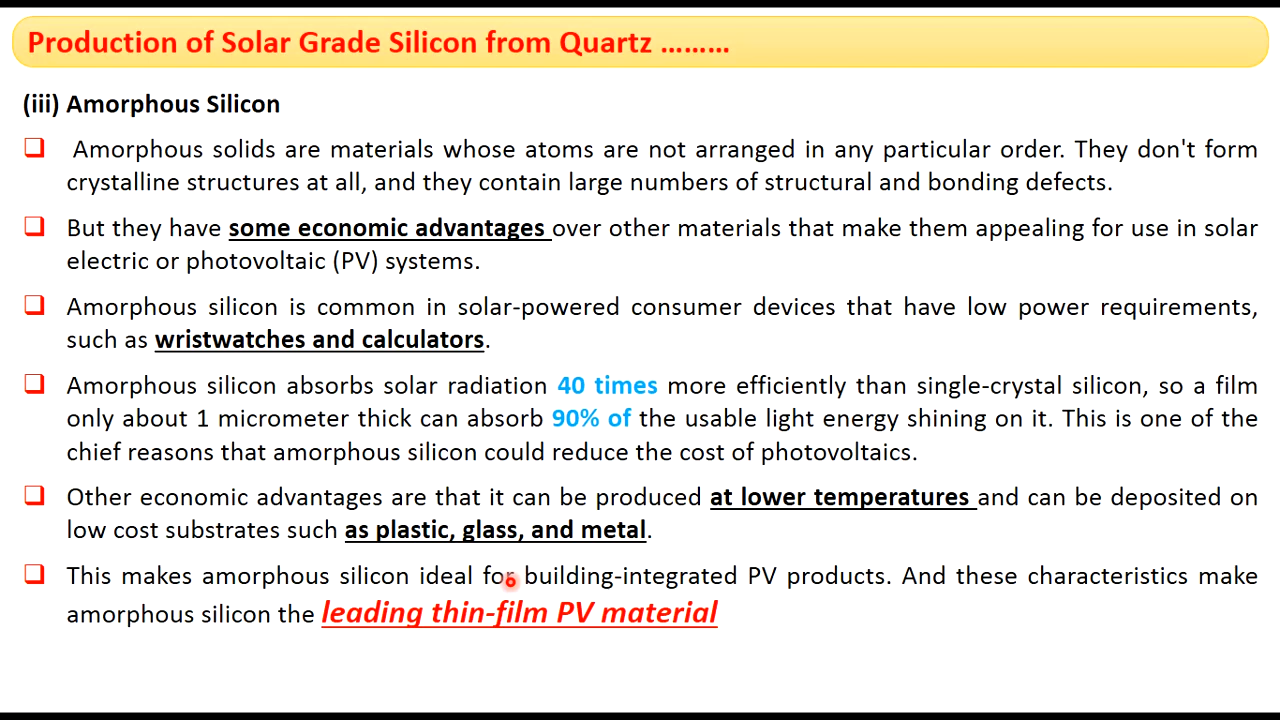 Production of Solar Grade Silicon from Quartz ………
(iii) Amorphous Silicon
❑ Amorphous solids are materials whose atoms are not arranged in any particular order. They don't form
crystalline structures at all, and they contain large numbers of structural and bonding defects.
❑ But they have some economic advantages over other materials that make them appealing for use in solar
electric or photovoltaic (PV) systems.
❑ Amorphous silicon is common in solar-powered consumer devices that have low power requirements,
such as wristwatches and calculators.
❑ Amorphous silicon absorbs solar radiation 40 times more efficiently than single-crystal silicon, so a film
only about 1 micrometer thick can absorb 90% of the usable light energy shining on it. This is one of the
chief reasons that amorphous silicon could reduce the cost of photovoltaics.
❑ Other economic advantages are that it can be produced at lower temperatures and can be deposited on
low cost substrates such as plastic, glass, and metal.
❑ This makes amorphous silicon ideal for building-integrated PV products. And these characteristics make
amorphous silicon the leading thin-film PV material